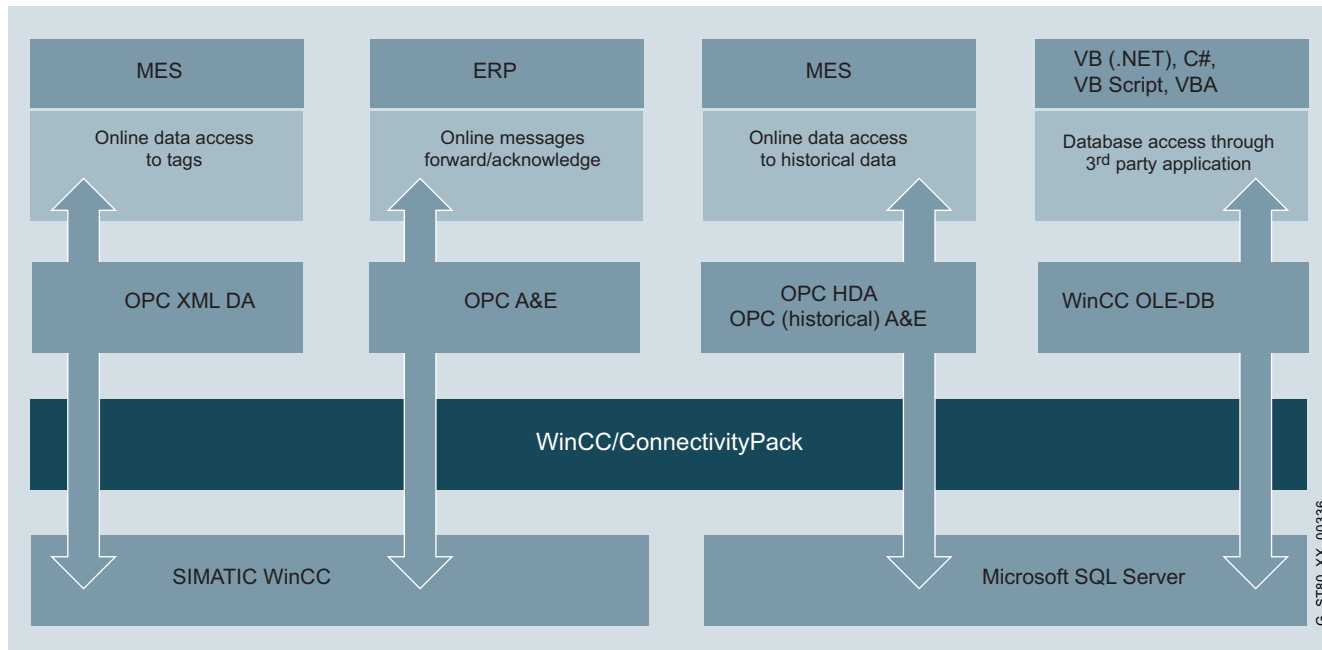 MES
Online data access
to tags
ERP
Online messages
forward/acknowledge
MES
Online data access
to historical data
VB (.NET), C#,
VB Script, VBA
Database access through
3rd party application
OPC XML DA
OPC A&E
OPC HDA
OPC (historical) A&E
WinCC OLE-DB
WinCC/ConnectivityPack
SIMATIC WinCC
Microsoft SQL Server
G_ST80_XX_00336